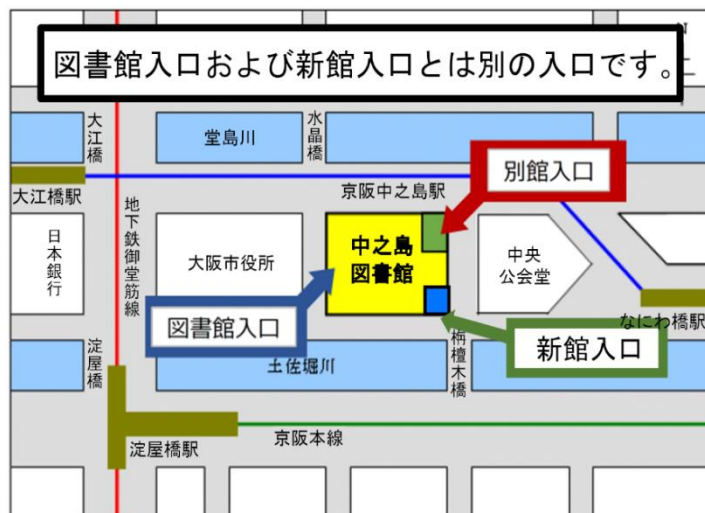 図書館入口および新館入口とは別の入口です。
大江橋
堂島川
水晶橋
別館入口
大江橋駅
京阪中之島駅
日本銀行
地下鉄御堂筋線
大阪市役所
中之島
図書館
中央
公会堂
図書館入口
なにわ橋駅
新館入口
淀屋橋
土佐堀川
栴檀木橋
淀屋橋駅
京阪本線